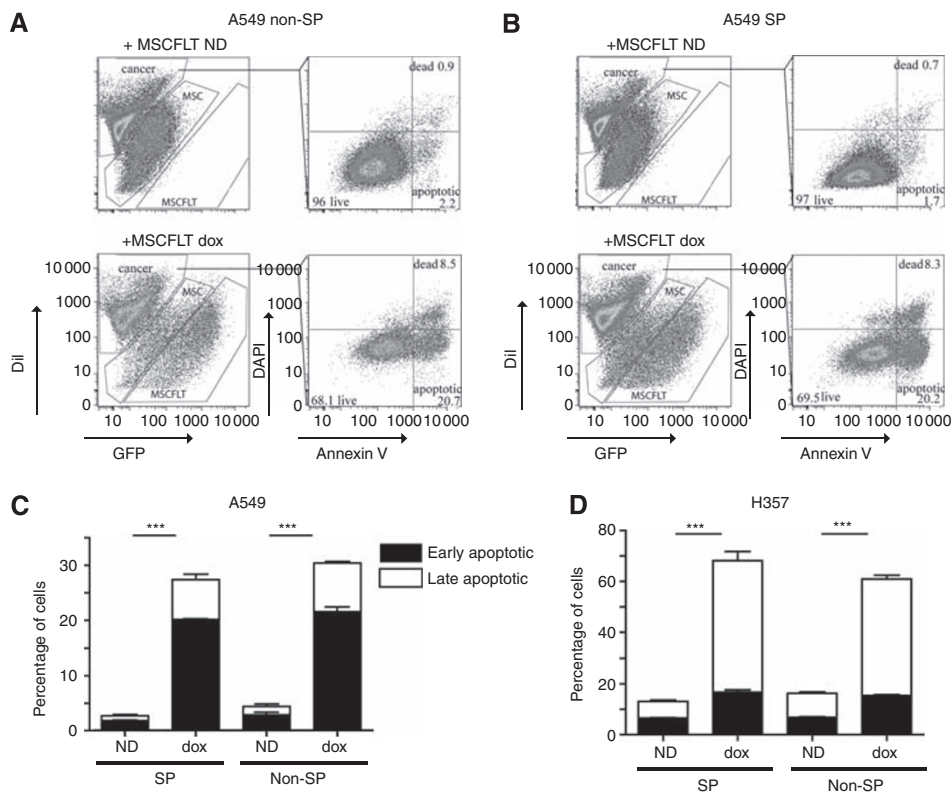 A
A549 non-SP
+ MSCFLT ND
cancer
MSC
MSCFLT
dead 0.9
96 live
apoptotic
2.2
+MSCFLT dox
10 000
1000
100
10
0
cancer
MSC
MSCFLT
10 100 1000 10 000
DiI
GFP
10 000
1000
100
10
0
dead 8.5
68.1 live
apoptotic
20.7
10 100 1000 10 000
DAPI
Annexin V
B
A549 SP
+MSCFLT ND
cancer
MSC
MSCFLT
dead 0.7
97 live
apoptotic
1.7
+MSCFLT dox
10 000
1000
100
10
0
cancer
MSC
MSCFLT
10 100 1000 10 000
DiI
GFP
10 000
1000
100
10
0
dead 8.3
69.5 live
apoptotic
20.2
10 100 1000 10 000
DAPI
Annexin V
C
A549
*** ***
Percentage of cells
30
20
10
0
ND dox ND dox
SP Non-SP
Early apoptotic
Late apoptotic
D
H357
*** ***
Percentage of cells
80
60
40
20
0
ND dox ND dox
SP Non-SP